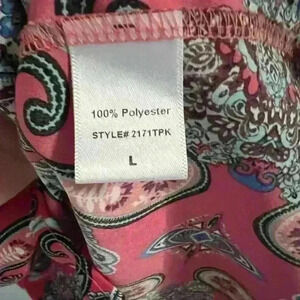 100% Polyester
STYLE# 2171TPK
L